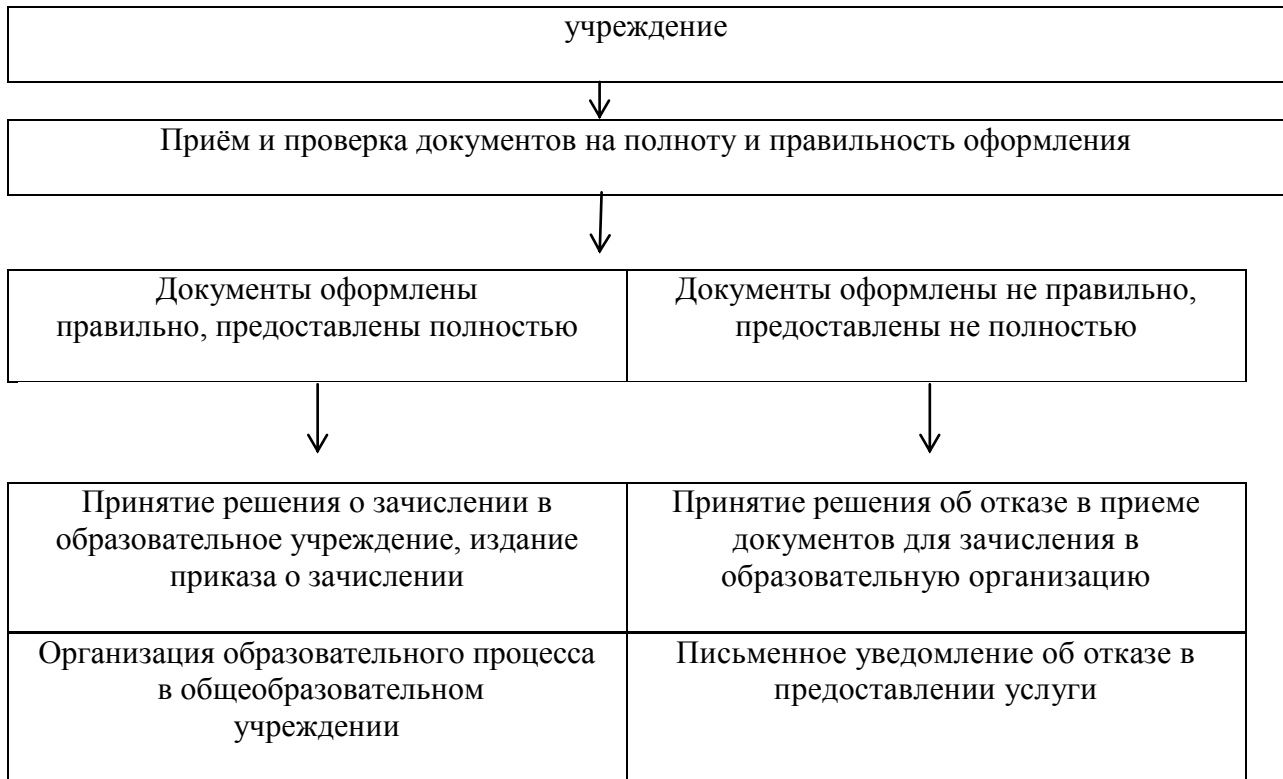 учреждение
Приём и проверка документов на полноту и правильность оформления
Документы оформлены
правильно, предоставлены полностью
Документы оформлены не правильно,
предоставлены не полностью
Принятие решения о зачислении в
образовательное учреждение, издание
приказа о зачислении
Принятие решения об отказе в приеме
документов для зачисления в
образовательную организацию
Организация образовательного процесса
в общеобразовательном
учреждении
Письменное уведомление об отказе в
предоставлении услуги